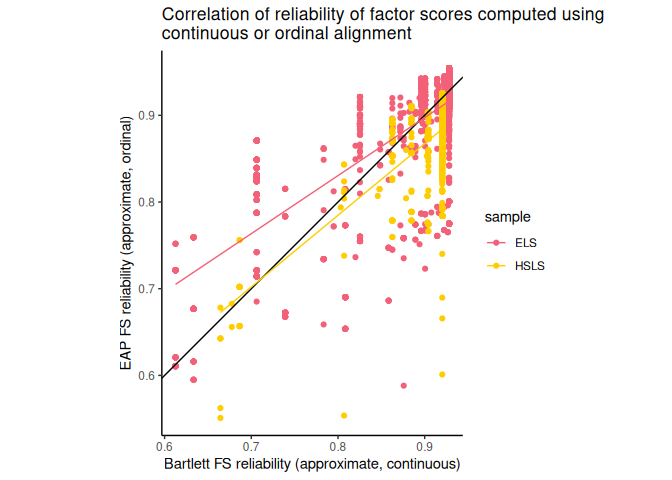 Correlation of reliability of factor scores computed using
continuous or ordinal alignment
EAP FS reliability (approximate, ordinal)
0.9
0.8
0.7
0.6
0.6
0.7
0.8
0.9
Bartlett FS reliability (approximate, continuous)
sample
ELS
HSLS